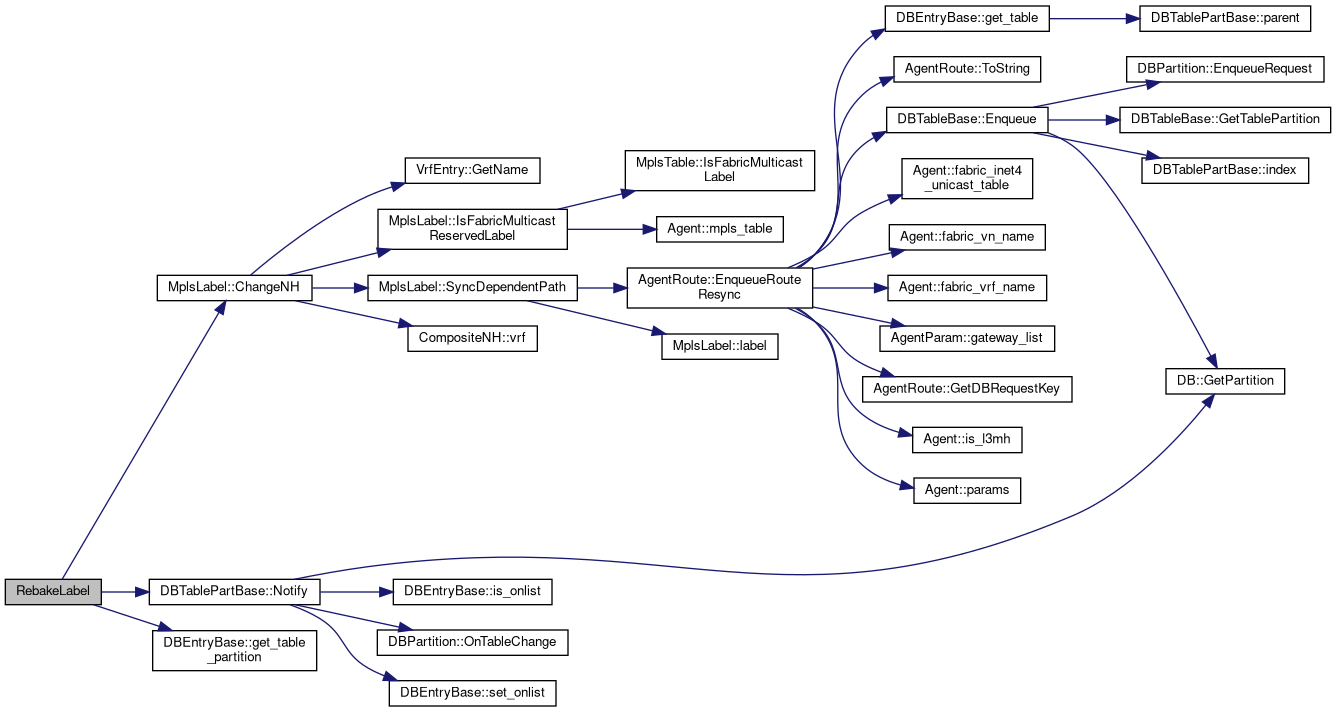 DBEntryBase::get_table
DBTablePartBase::parent
AgentRoute::ToString
DBPartition::EnqueueRequest
DBTableBase::Enqueue
DBTableBase::GetTablePartition
DBTablePartBase::index
VrfEntry::GetName
MplsTable::IsFabricMulticast
Label
Agent::fabric_inet4
_unicast_table
MplsLabel::IsFabricMulticast
ReservedLabel
Agent::mpls_table
Agent::fabric_vn_name
MplsLabel::ChangeNH
MplsLabel::SyncDependentPath
AgentRoute::EnqueueRoute
Resync
Agent::fabric_vrf_name
CompositeNH::vrf
MplsLabel::label
AgentParam::gateway_list
AgentRoute::GetDBRequestKey
DB::GetPartition
Agent::is_l3mh
Agent::params
RebakeLabel
DBTablePartBase::Notify
DBEntryBase::is_onlist
DBEntryBase::get_table
_partition
DBPartition::OnTableChange
DBEntryBase::set_onlist